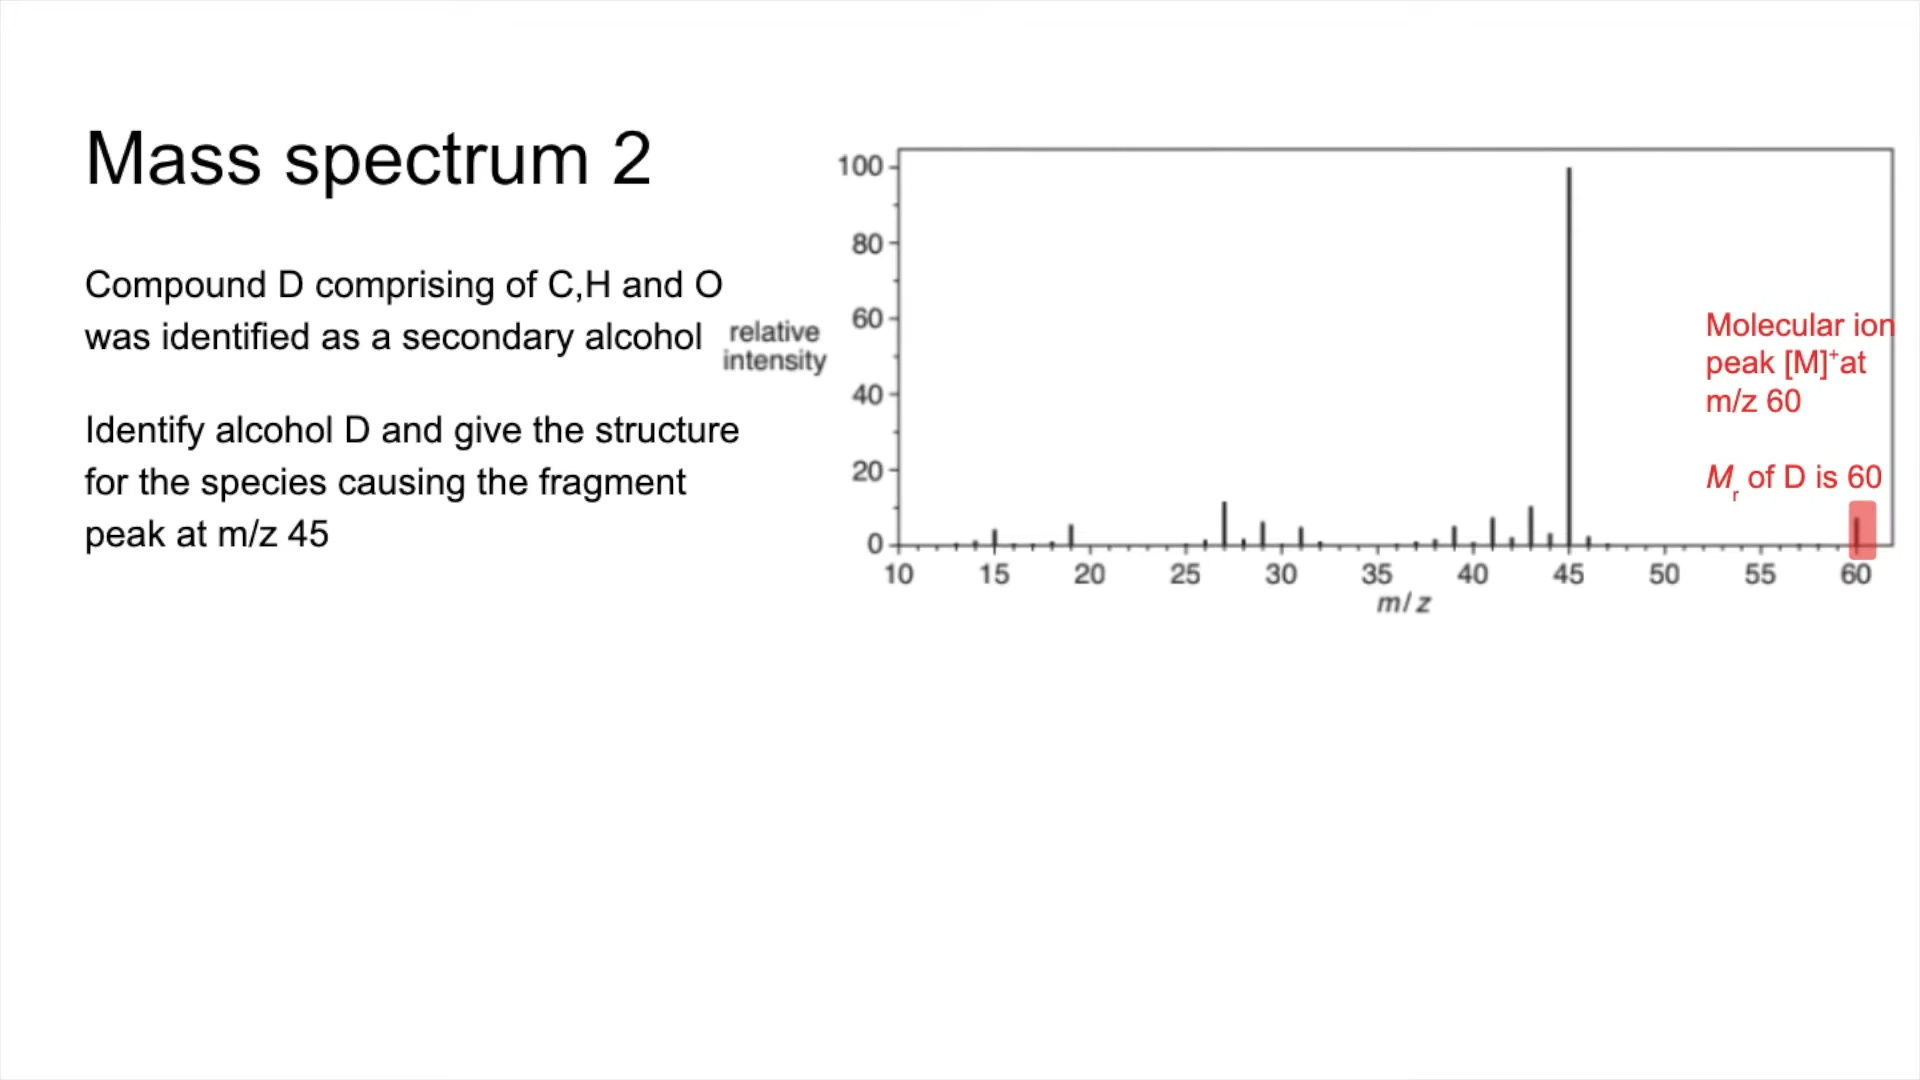 Mass spectrum 2
Compound D comprising of C,H and O
was identified as a secondary alcohol
Identify alcohol D and give the structure
for the species causing the fragment
peak at m/z 45
relative
intensity
100
80
60
40
20
0
10 15 20 25 30 35 40 45 50 55 60
m/z
Molecular ion
peak [M]⁺at
m/z 60
Mᵣ of D is 60